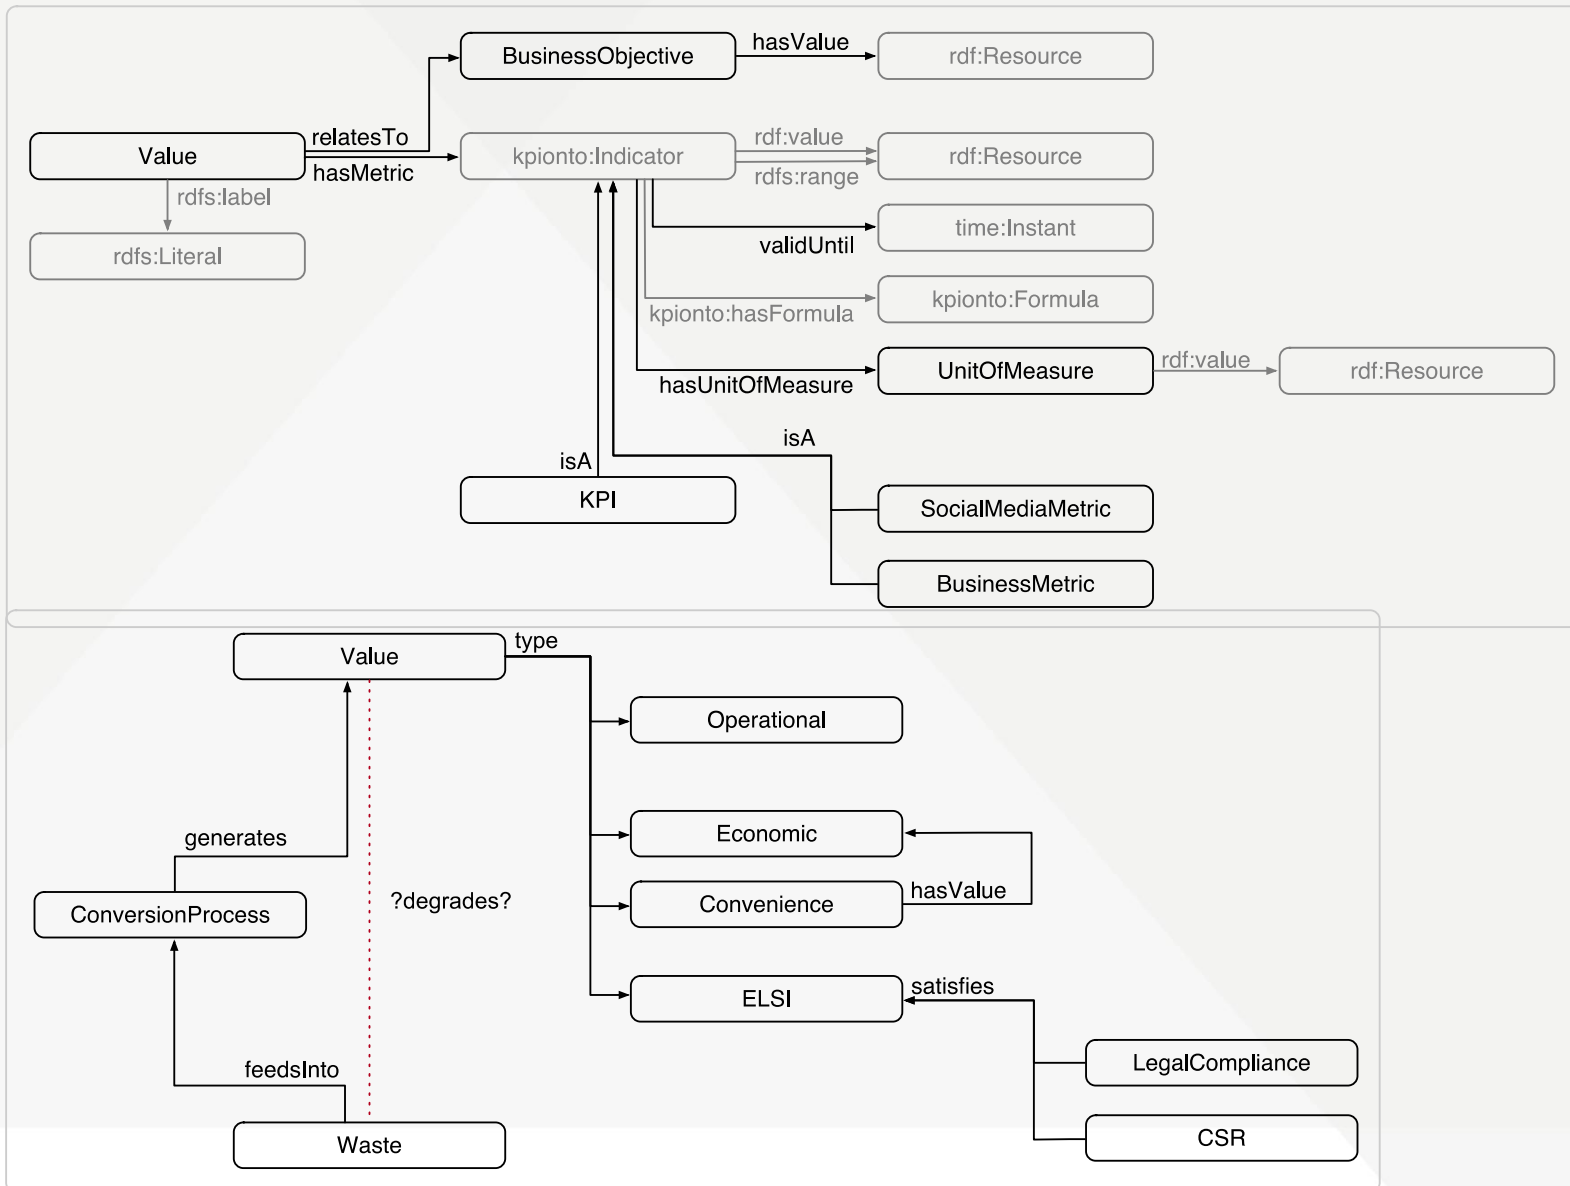 BusinessObjective
hasValue
rdf:Resource
Value
relatesTo
hasMetric
kpionto:Indicator
rdf:value
rdfs:range
rdf:Resource
rdfs:label
rdfs:Literal
validUntil
time:Instant
kpionto:hasFormula
kpionto:Formula
hasUnitOfMeasure
UnitOfMeasure
rdf:value
rdf:Resource
isA
isA
KPI
SocialMediaMetric
BusinessMetric
Value
type
Operational
generates
Economic
ConversionProcess
?degrades?
Convenience
hasValue
ELSI
satisfies
feedsInto
LegalCompliance
Waste
CSR